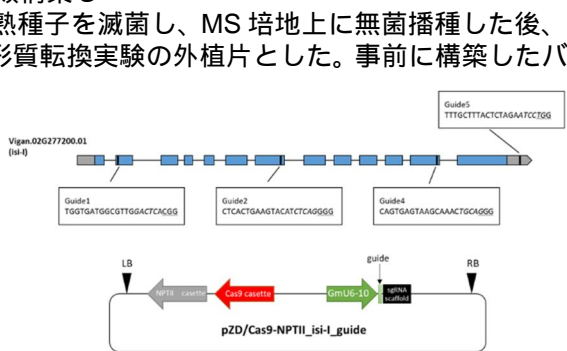 熟種子を滅菌し、MS 培地上に無菌播種した後、
形質転換実験の外植片とした。事前に構築したバ
Guide5
TTTGCTTTACTCTAGAATCCTGG
Vigan.02G277200.01
(isi-I)
Guide1
TGGTGATGGCGTTGGACTCACGG
Guide2
CTCACTGAAGTACATCTCAGGGG
Guide4
CAGTGAGTAAGCAAACTGCAGGG
guide
LB
RB
NPTII casette
Cas9 casette
GmU6-10
sgRNA
scaffold
pZD/Cas9-NPTII_isi-I_guide